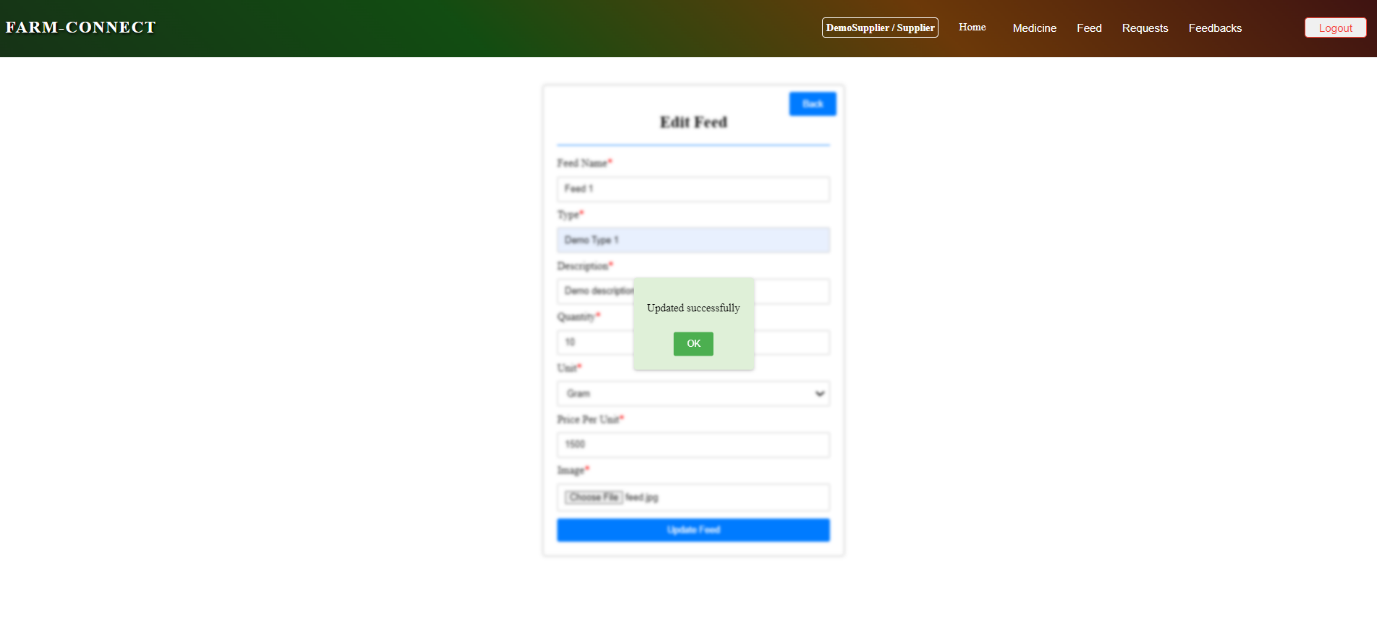 FARM-CONNECT
DemoSupplier / Supplier Home Medicine Feed Requests Feedbacks Logout
Back
Edit Feed
Feed Name*
Feed 1
Type*
Demo Type 1
Description*
Demo description
Updated successfully
Quantity*
10
OK
Unit*
Gram
Price Per Unit*
1500
Image*
Choose File feed.jpg
Update Feed